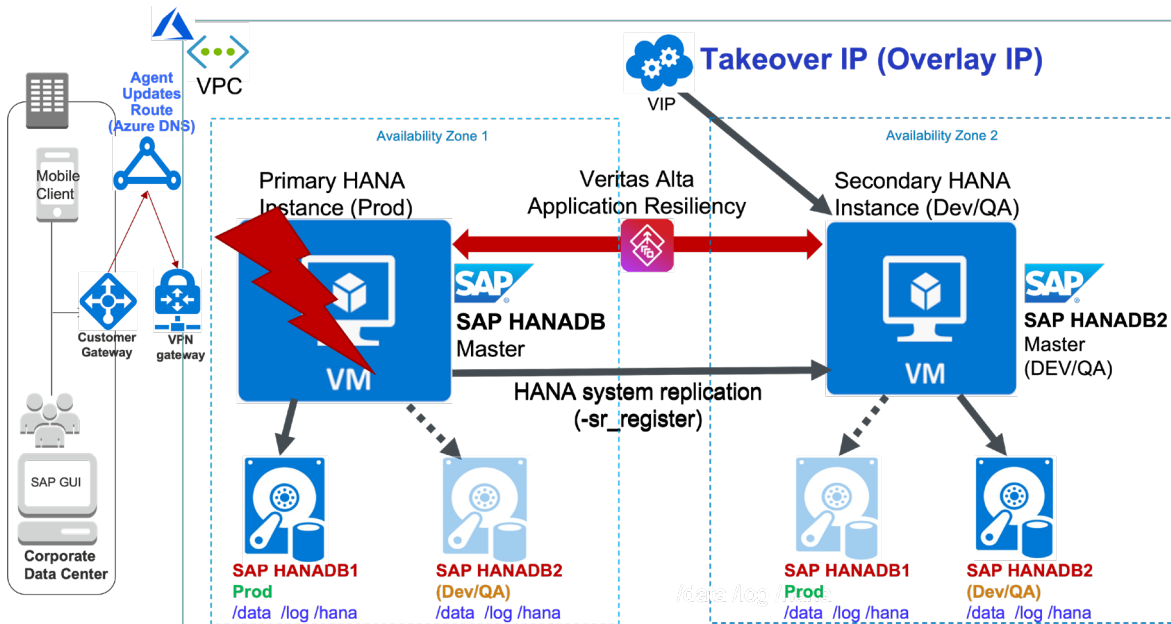 Agent
Updates
Route
(Azure DNS)
VPC
Takeover IP (Overlay IP)
VIP
Availability Zone 1
Availability Zone 2
Mobile
Client
Primary HANA
Instance (Prod)
Veritas Alta
Application Resiliency
Secondary HANA
Instance (Dev/QA)
SAP
SAP HANADB
Master
VM
SAP
SAP HANADB2
Master
(DEV/QA)
VM
Customer
Gateway
VPN
gateway
HANA system replication
(-sr_register)
SAP GUI
Corporate
Data Center
SAP HANADB1
Prod
/data /log /hana
SAP HANADB2
(Dev/QA)
/data /log /hana
/data /log /hana
SAP HANADB1
Prod
/data /log /hana
SAP HANADB2
(Dev/QA)
/data /log /hana